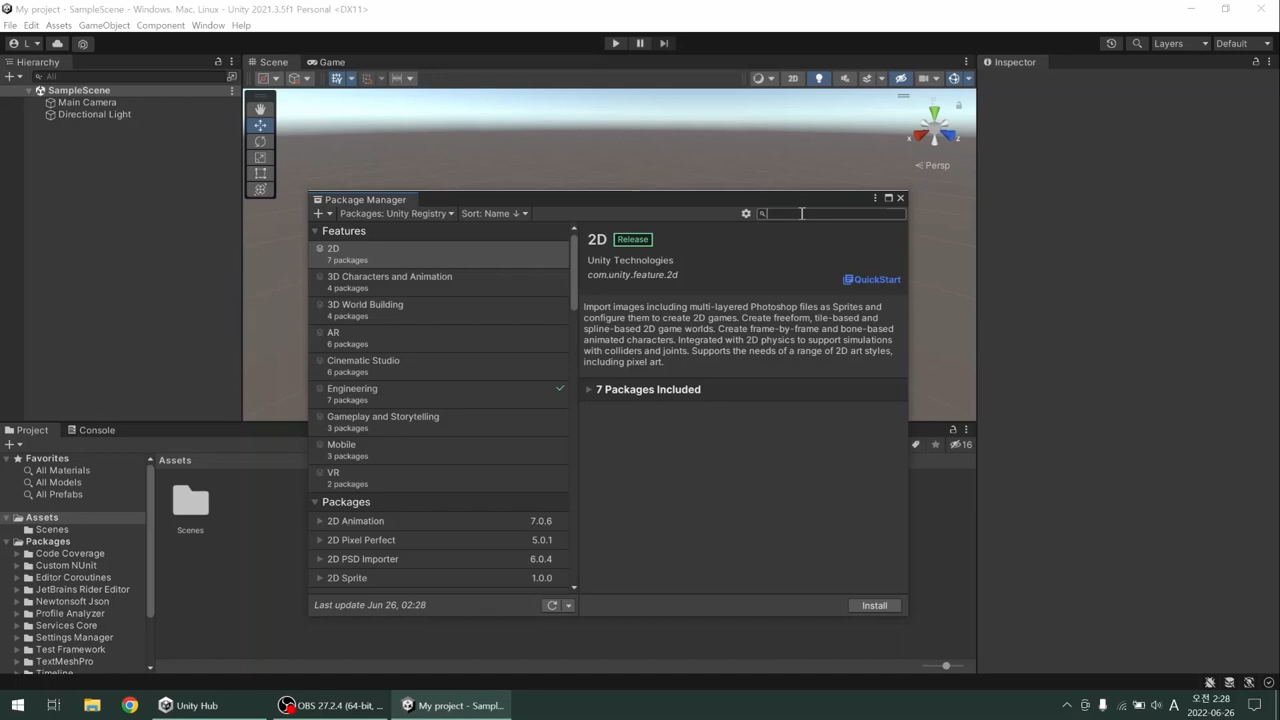 My project - SampleScene - Windows, Mac, Linux - Unity 2021.3.5f1 Personal <DX11>
File Edit Assets GameObject Component Window Help
L Layers Default
Hierarchy Scene Game Inspector
All 2D
SampleScene
Main Camera
Directional Light
Persp
Package Manager
Packages: Unity Registry Sort: Name ↓
Features
2D
7 packages
3D Characters and Animation
4 packages
3D World Building
4 packages
AR
6 packages
Cinematic Studio
6 packages
Engineering
7 packages
Gameplay and Storytelling
3 packages
Mobile
3 packages
VR
2 packages
Packages
2D Animation 7.0.6
2D Pixel Perfect 5.0.1
2D PSD Importer 6.0.4
2D Sprite 1.0.0
Last update Jun 26, 02:28
2D Release
Unity Technologies
com.unity.feature.2d
QuickStart
Import images including multi-layered Photoshop files as Sprites and
configure them to create 2D games. Create freeform, tile-based and
spline-based 2D game worlds. Create frame-by-frame and bone-based
animated characters. Integrated with 2D physics to support simulations
with colliders and joints. Supports the needs of a range of 2D art styles,
including pixel art.
7 Packages Included
Install
Project Console
16
Favorites
All Materials
All Models
All Prefabs
Assets
Scenes
Packages
Code Coverage
Custom NUnit
Editor Coroutines
JetBrains Rider Editor
Newtonsoft Json
Profile Analyzer
Services Core
Settings Manager
Test Framework
TextMeshPro
Timeline
Assets
Scenes
Unity Hub
OBS 27.2.4 (64-bit, ...
My project - Sampl...
A
오전 2:28
2022-06-26